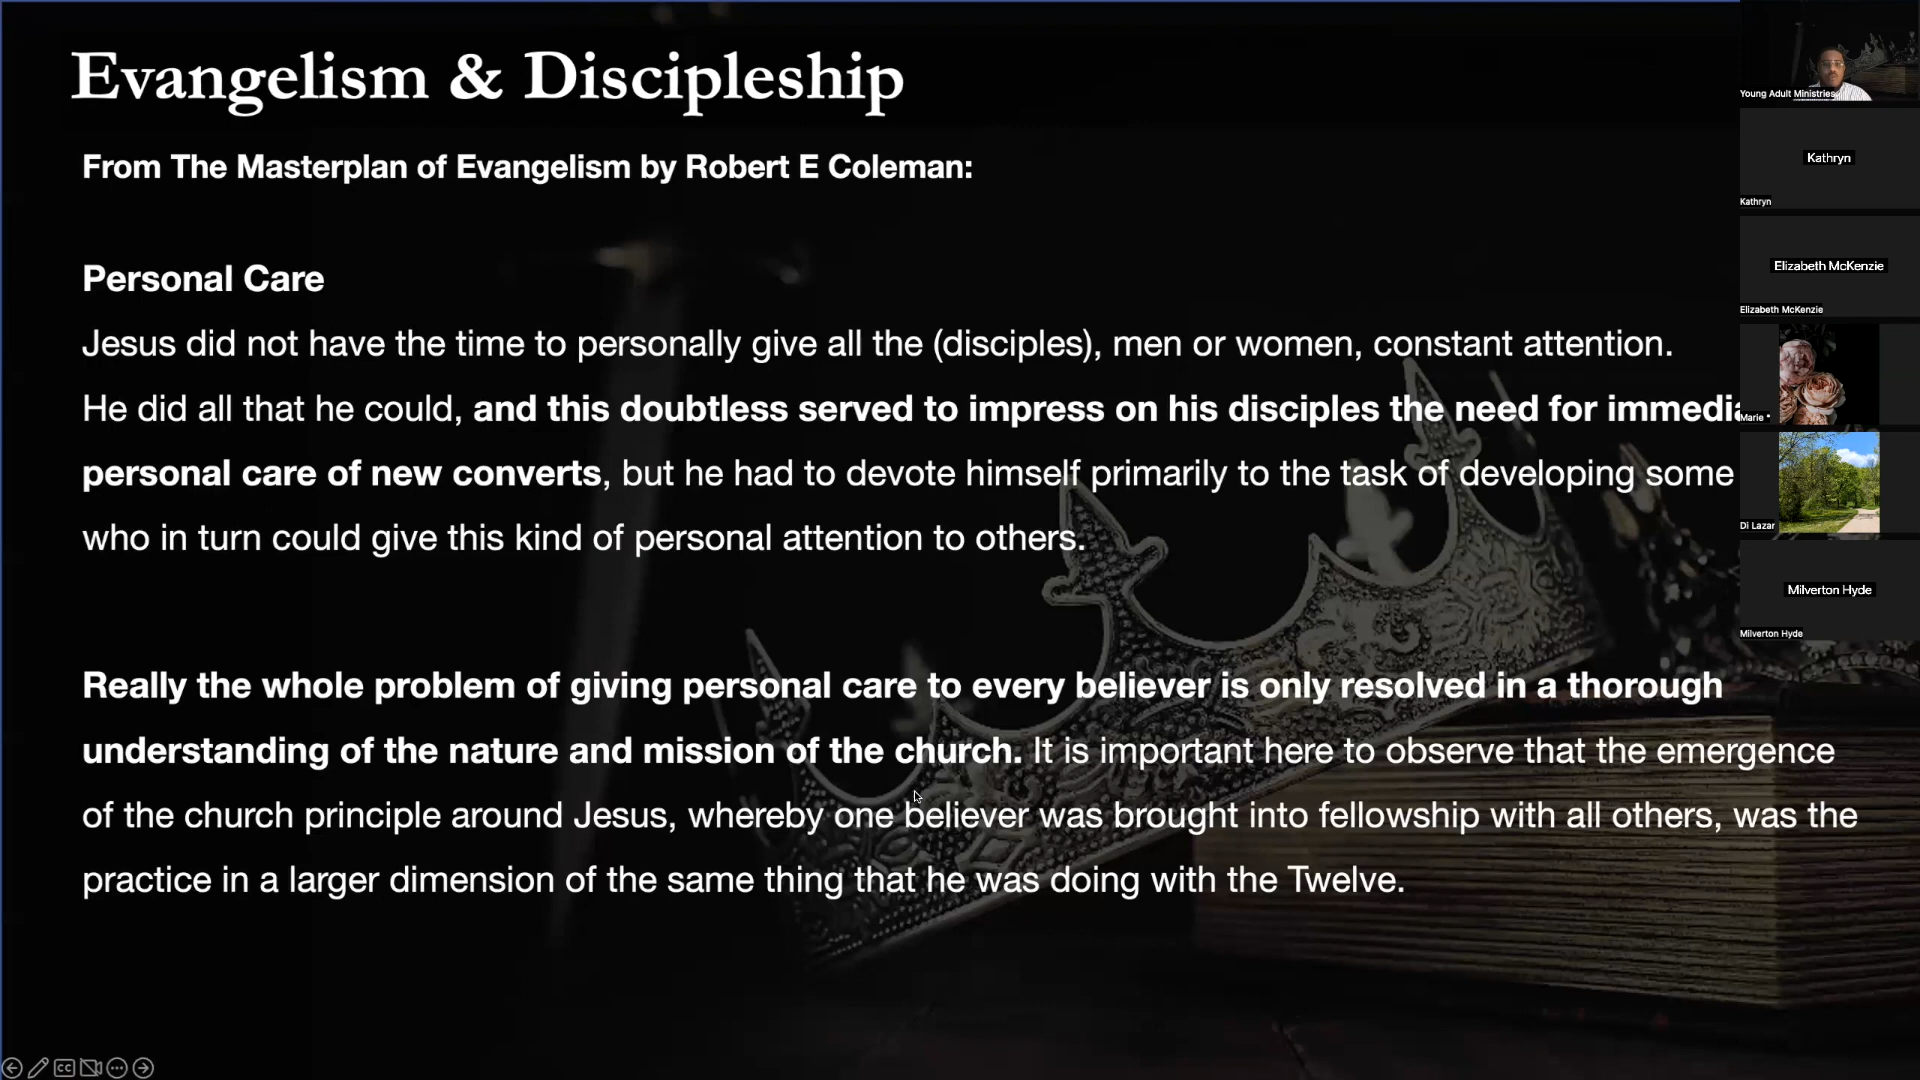 Evangelism & Discipleship
From The Masterplan of Evangelism by Robert E Coleman:
Personal Care
Jesus did not have the time to personally give all the (disciples), men or women, constant attention.
He did all that he could, and this doubtless served to impress on his disciples the need for
personal care of new converts, but he had to devote himself primarily to the task of developing some
who in turn could give this kind of personal attention to others.
Really the whole problem of giving personal care to every believer is only resolved in a thorough
understanding of the nature and mission of the church. It is important here to observe that the emergence
of the church principle around Jesus, whereby one believer was brought into fellowship with all others, was the
practice in a larger dimension of the same thing that he was doing with the Twelve.
Young Adult Ministries
Kathryn
Kathryn
Elizabeth McKenzie
Elizabeth McKenzie
Marie
Di Lazar
Milverton Hyde
Milverton Hyde
CC